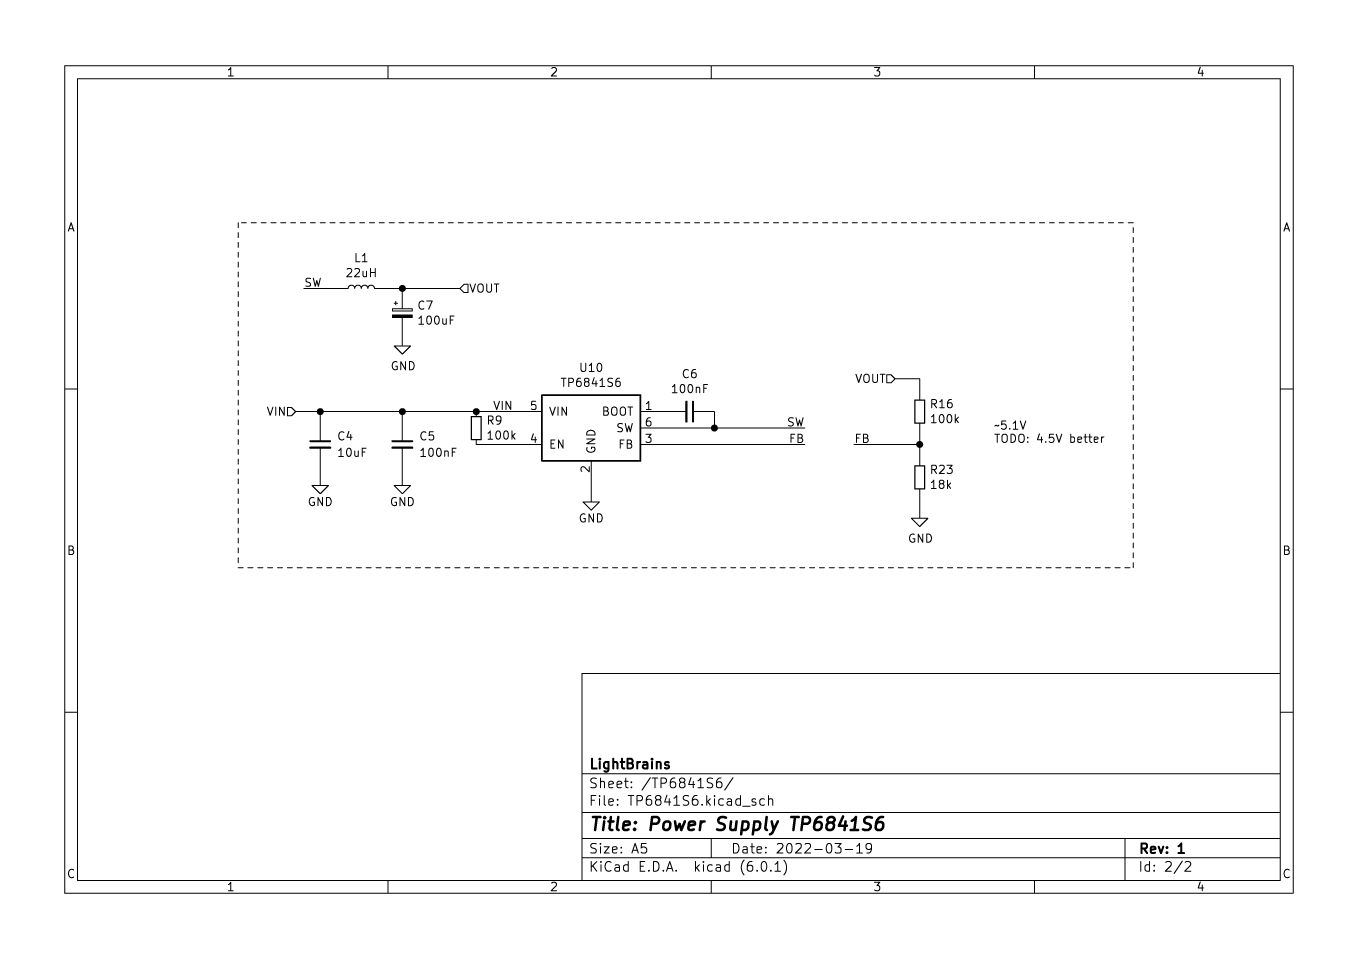 1 2 3 4
A A
L1
22uH
SW
VOUT
+
C7
100uF
GND
U10
TP6841S6
C6
100nF
VOUT
VIN
VIN 5 VIN
BOOT 1
R9
100k
4 EN
GND
2
SW 6
FB 3
SW
FB
GND
C4
10uF
GND
C5
100nF
GND
R16
100k
FB
R23
18k
GND
~5.1V
TODO: 4.5V better
B B
LightBrains
Sheet: /TP6841S6/
File: TP6841S6.kicad_sch
Title: Power Supply TP6841S6
Size: A5 Date: 2022-03-19 Rev: 1
KiCad E.D.A. kicad (6.0.1) Id: 2/2
C C
1 2 3 4